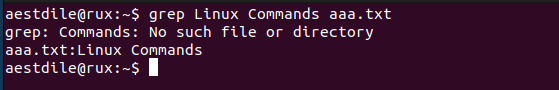 aestdile@rux:~$ grep Linux Commands aaa.txt
grep: Commands: No such file or directory
aaa.txt:Linux Commands
aestdile@rux:~$